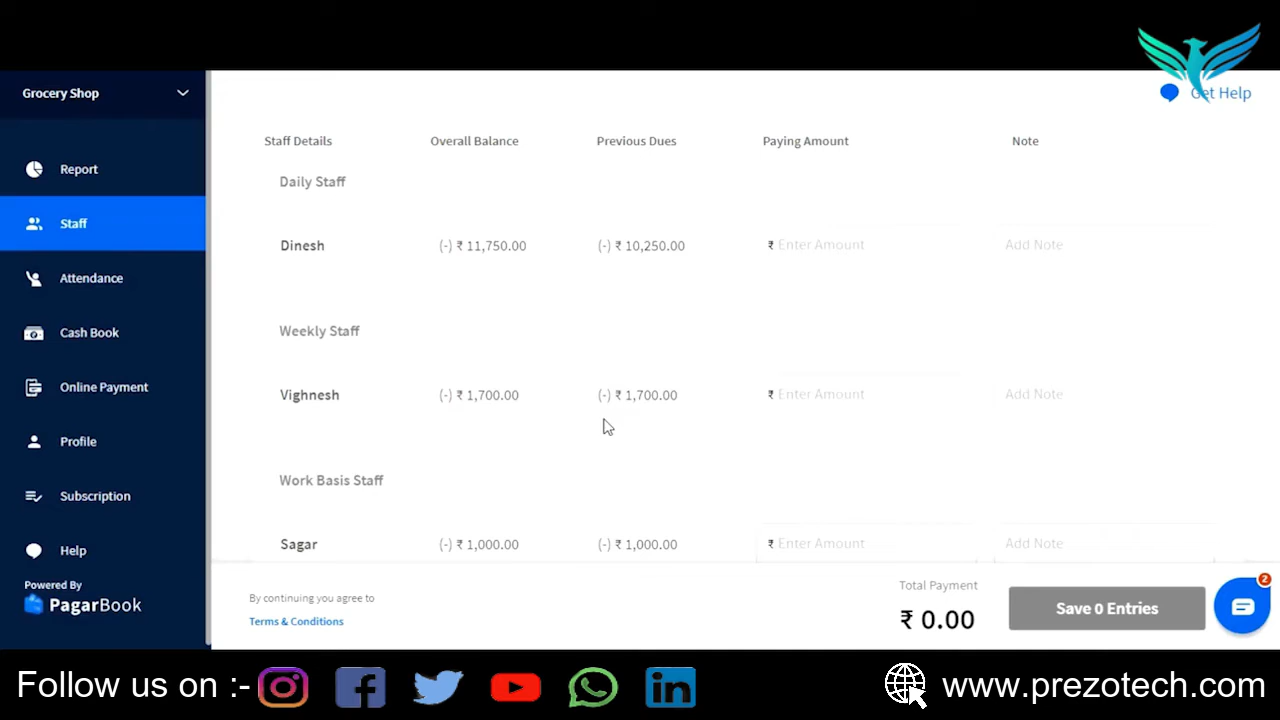 Grocery Shop
Get Help
Report
Staff
Attendance
Cash Book
Online Payment
Profile
Subscription
Help
Powered By
PagarBook
Staff Details Overall Balance Previous Dues Paying Amount Note
Daily Staff
Dinesh (-) ₹ 11,750.00 (-) ₹ 10,250.00 ₹ Enter Amount Add Note
Weekly Staff
Vighnesh (-) ₹ 1,700.00 (-) ₹ 1,700.00 ₹ Enter Amount Add Note
Work Basis Staff
Sagar (-) ₹ 1,000.00 (-) ₹ 1,000.00 ₹ Enter Amount Add Note
By continuing you agree to
Terms & Conditions
Total Payment
₹ 0.00
Save 0 Entries
2
Follow us on :- www.prezotech.com